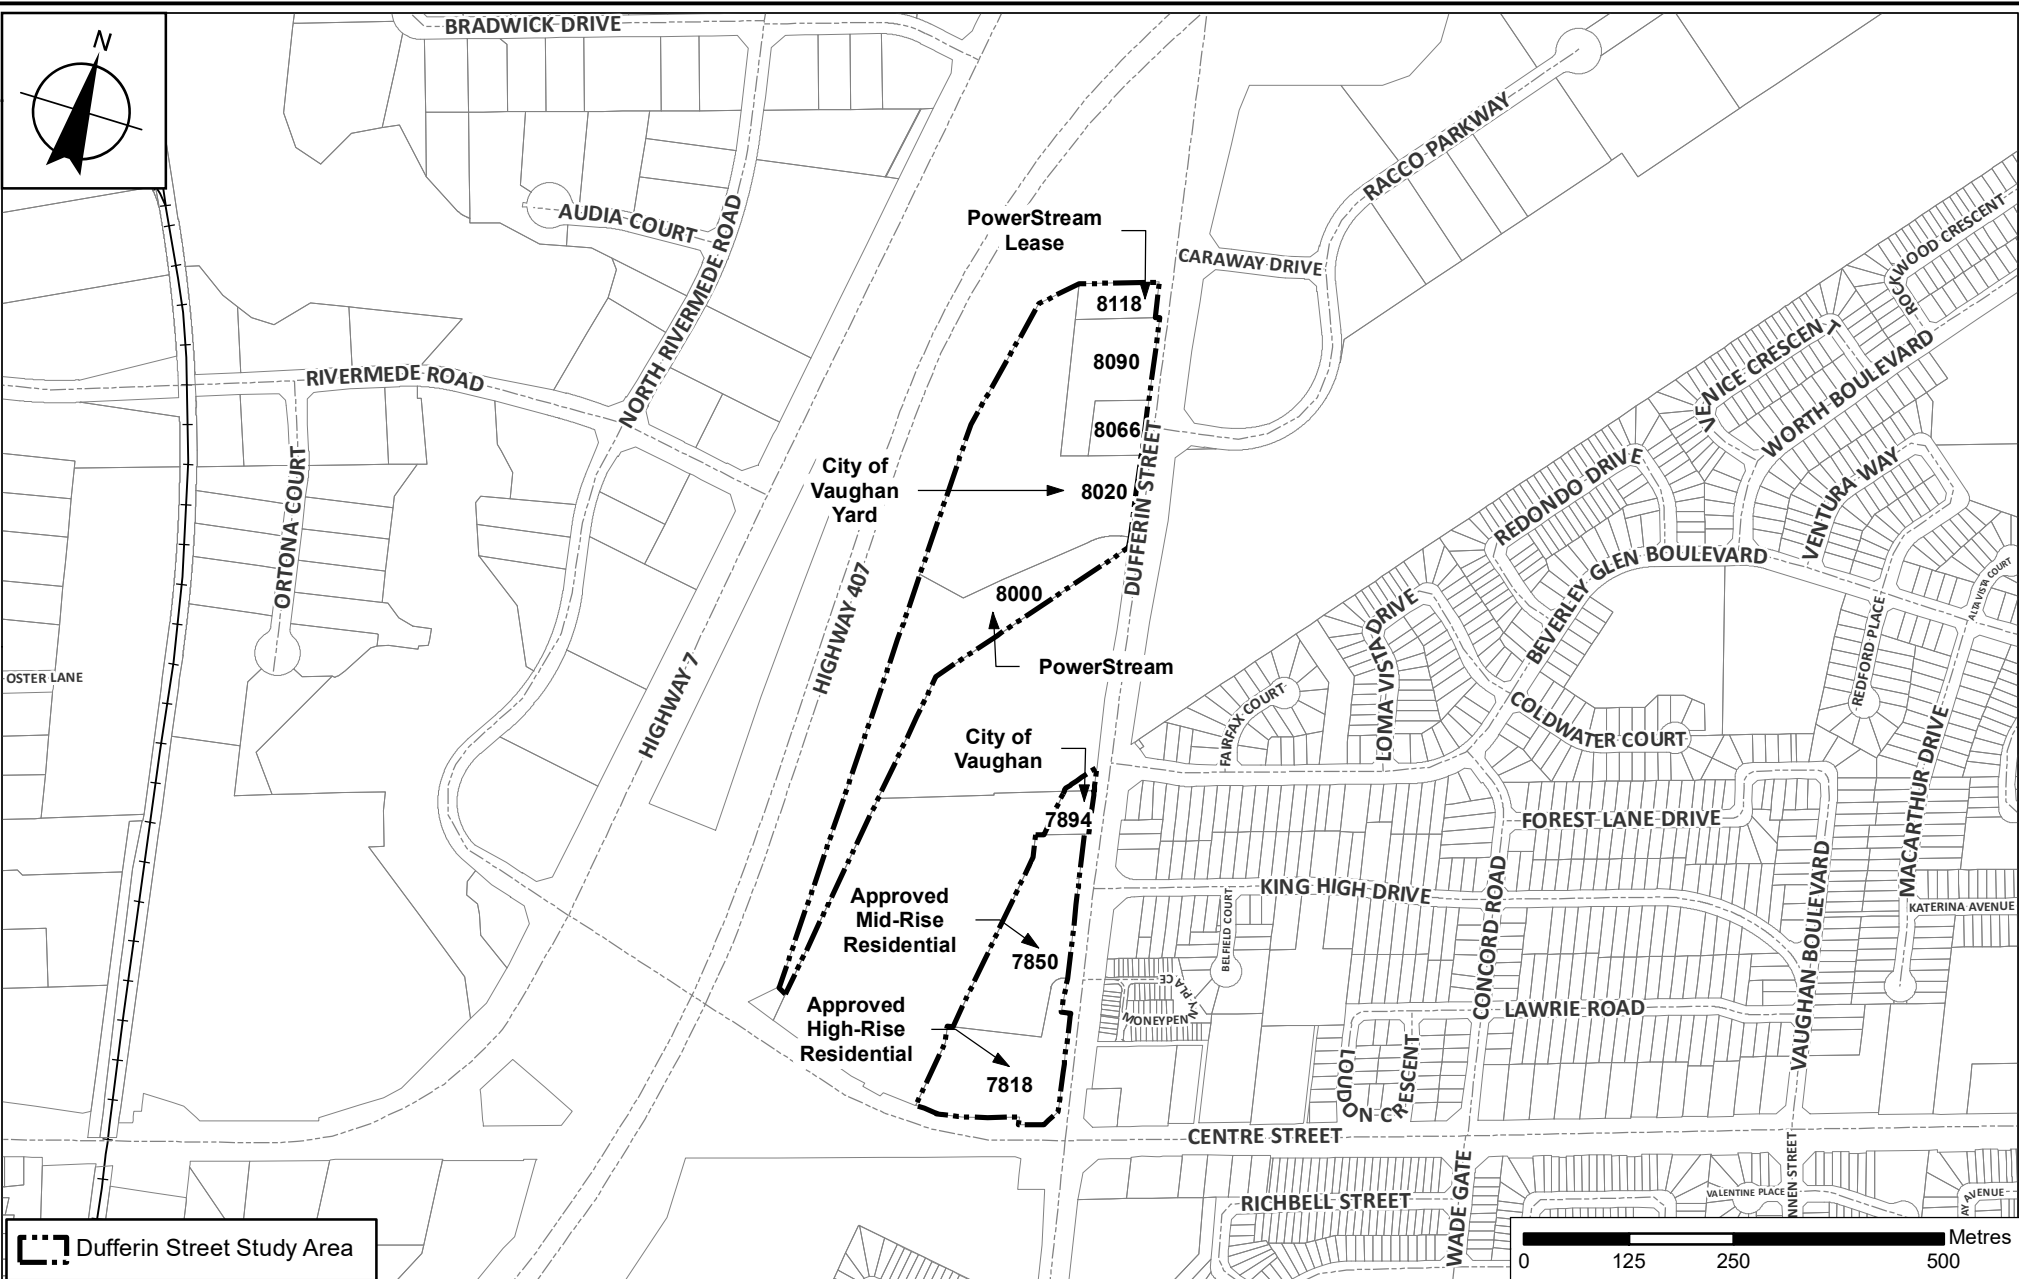 N
BRADWICK DRIVE
RACCO PARKWAY
AUDIA COURT
NORTH RIVERMEDE ROAD
PowerStream
Lease
CARAWAY DRIVE
ROCKWOOD CRESCENT
8118
8090
8066
RIVERMEDE ROAD
VENICE CRESCENT
WORTH BOULEVARD
VENTURA WAY
REDONDO DRIVE
City of
Vaughan
Yard
8020
DUFFERIN STREET
ORTONA COURT
BEVERLEY GLEN BOULEVARD
ALTAVISTA COURT
8000
HIGHWAY 407
PowerStream
LOMA VISTA DRIVE
REDFORD PLACE
OSTER LANE
HIGHWAY 7
FAIRFAX COURT
COLDWATER COURT
MACARTHUR DRIVE
City of
Vaughan
7894
FOREST LANE DRIVE
KING HIGH DRIVE
BELFIELD COURT
CONCORD ROAD
VAUGHAN BOULEVARD
KATERINA AVENUE
Approved
Mid-Rise
Residential
7850
MONEYPENNY PLACE
LAWRIE ROAD
Approved
High-Rise
Residential
7818
LOUDON CRESCENT
CENTRE STREET
WADE GATE
RICHBELL STREET
VALENTINE PLACE
NNEN STREET
AY AVENUE
Dufferin Street Study Area
Metres
0 125 250 500